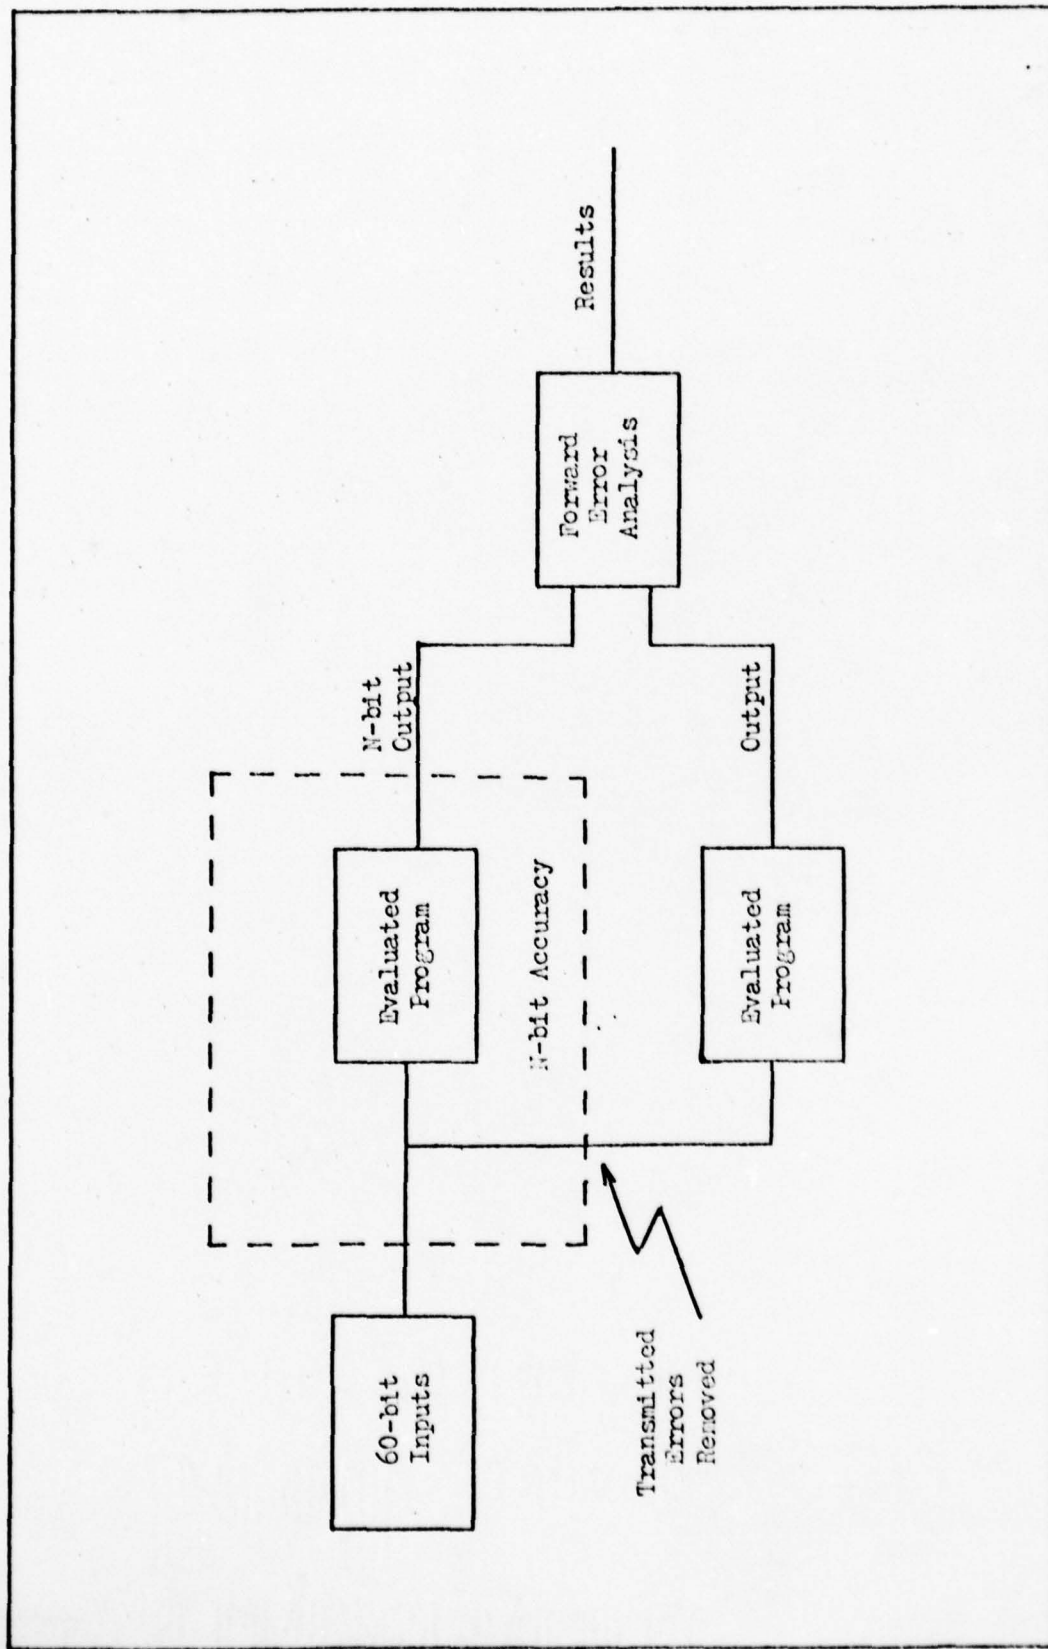 60-bit
Inputs
Transmitted
Errors
Removed
Evaluated
Program
N-bit Accuracy
N-bit
Output
Evaluated
Program
Output
Forward
Error
Analysis
Results